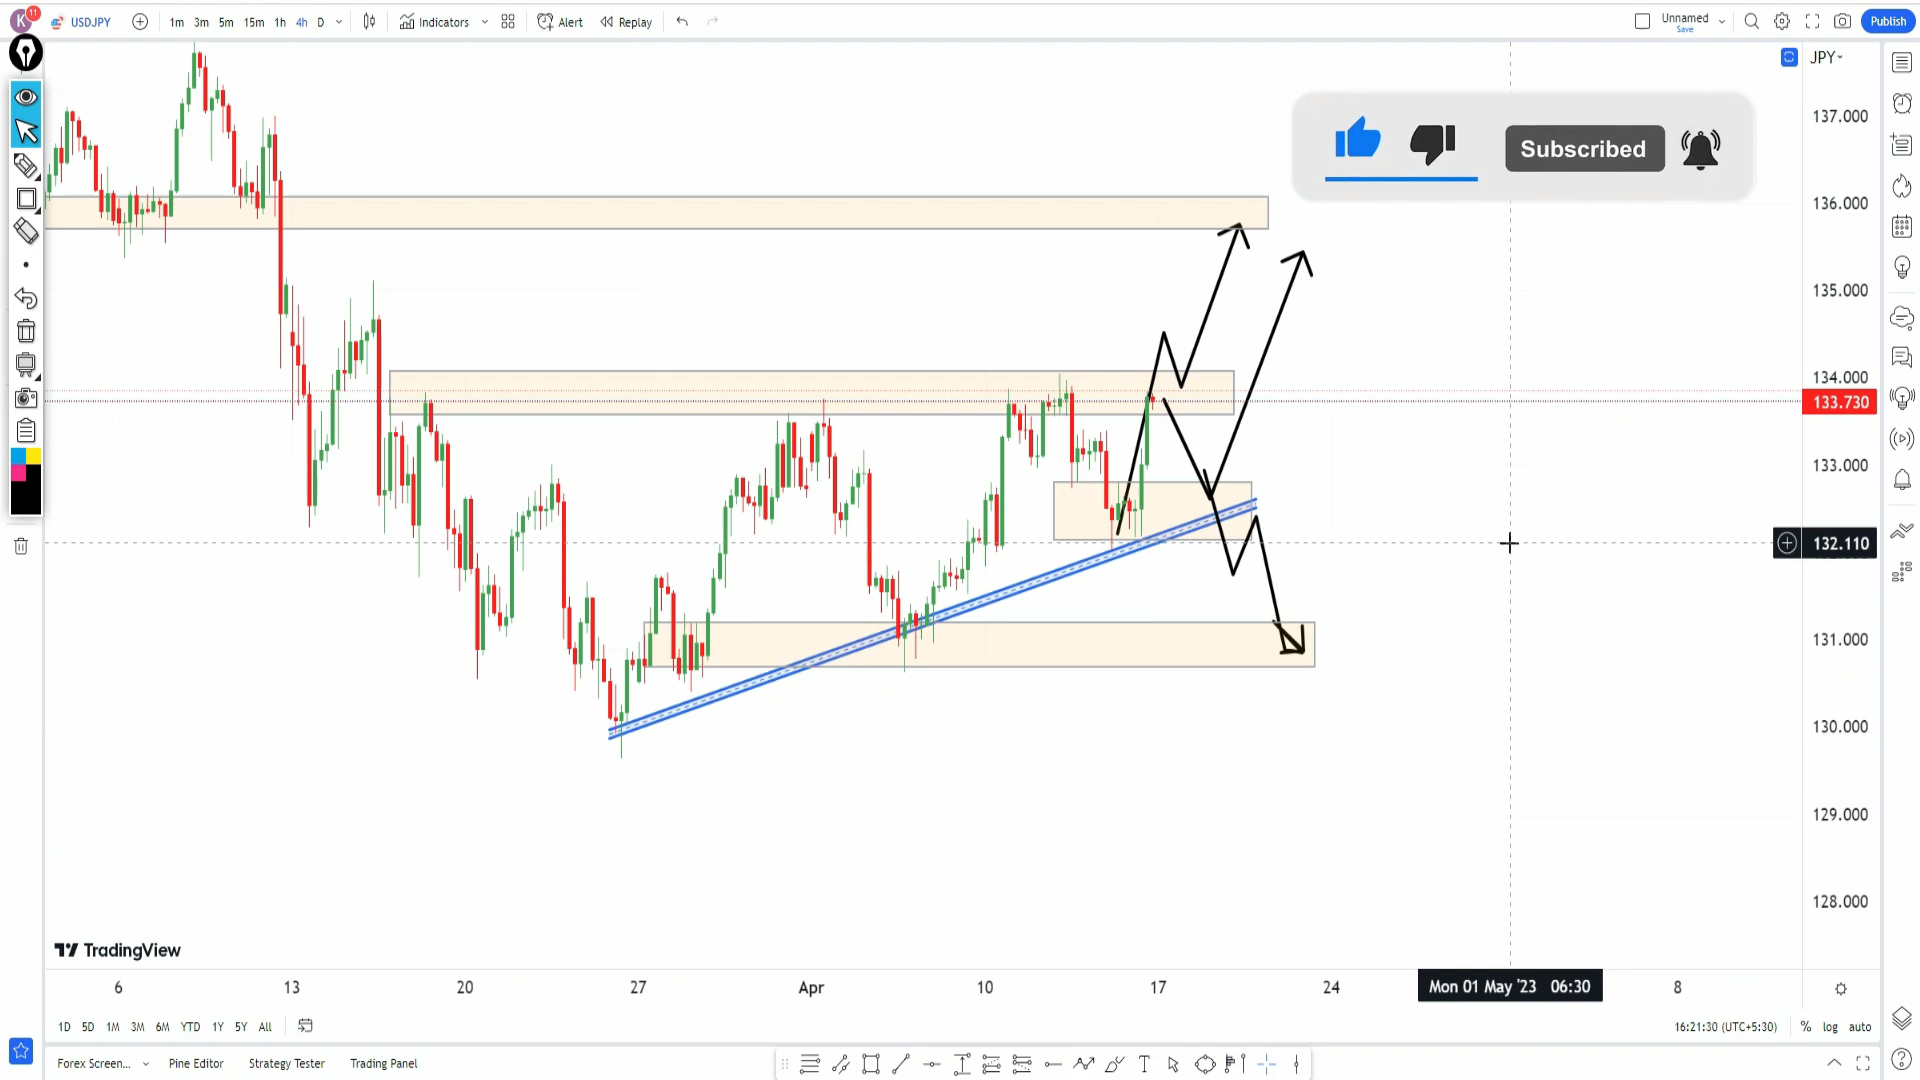 K 11 USDJPY 1m 3m 5m 15m 1h 4h D Indicators Alert Replay Unnamed Publish
Save
JPY
137.000
Subscribed
136.000
135.000
134.000
133.730
133.000
132.110
131.000
130.000
129.000
128.000
TradingView
6 13 20 27 Apr 10 17 24 Mon 01 May '23 06:30 8
1D 5D 1M 3M 6M YTD 1Y 5Y All 16:21:30 (UTC+5:30) % log auto
Forex Screen... Pine Editor Strategy Tester Trading Panel